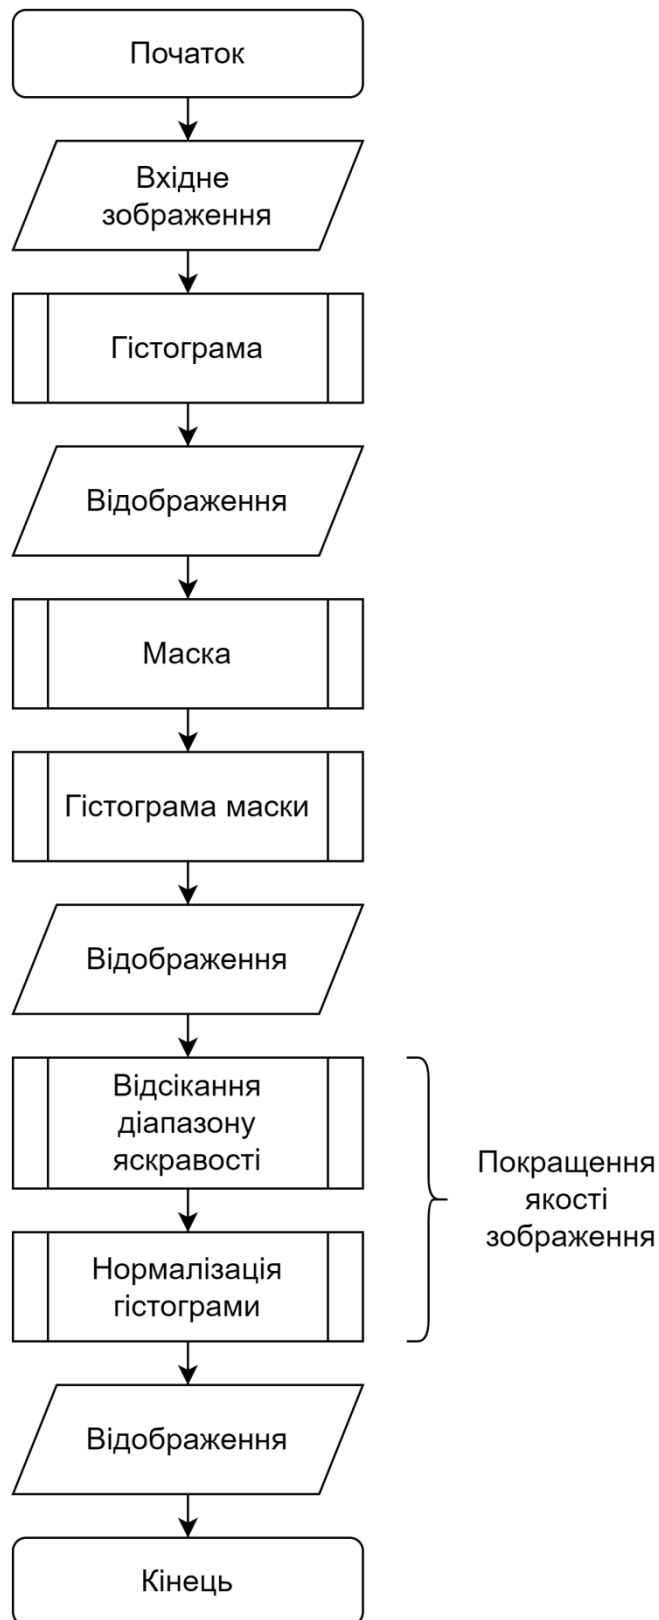 Початок
Вхідне
зображення
Гістограма
Відображення
Маска
Гістограма маски
Відображення
Відсікання
діапазону
яскравості
Покращення
якості
зображення
Нормалізація
гістограми
Відображення
Кінець